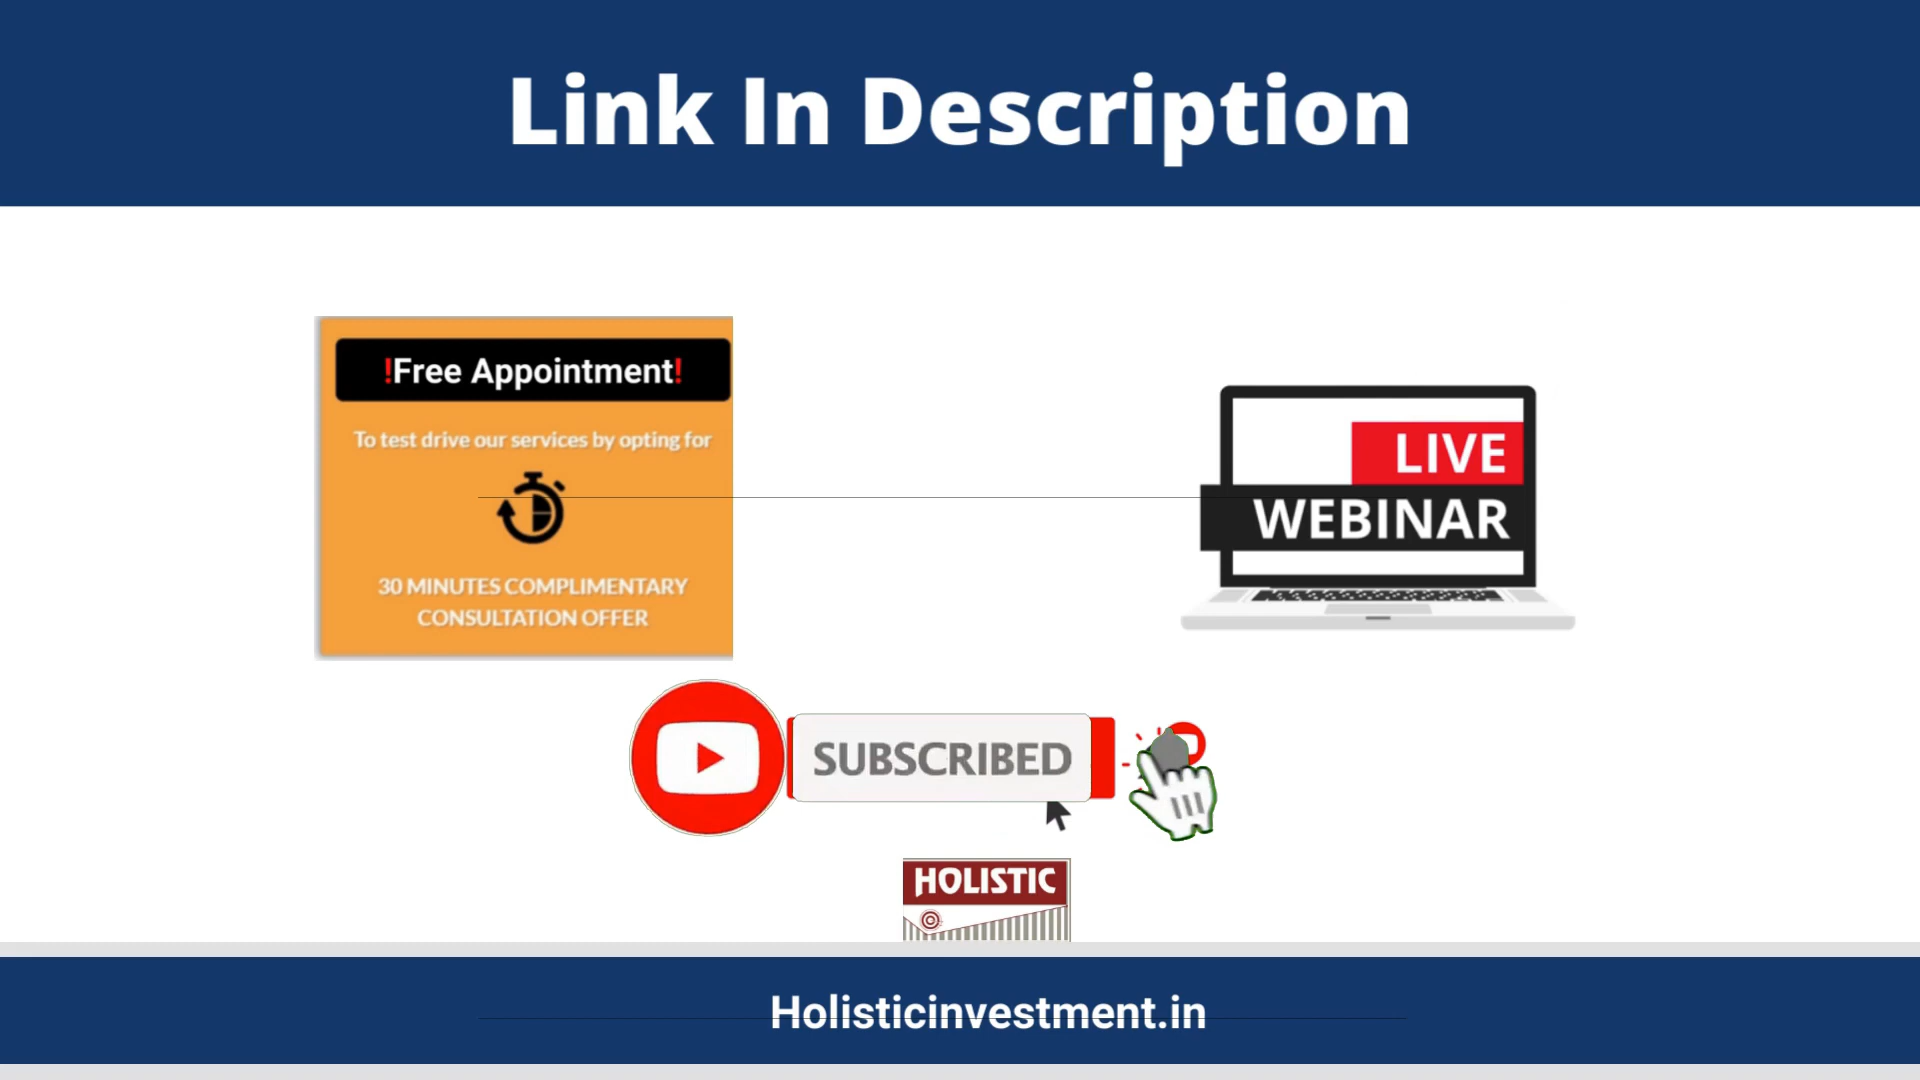 Link In Description
!Free Appointment!
To test drive our services by opting for
30 MINUTES COMPLIMENTARY
CONSULTATION OFFER
LIVE
WEBINAR
SUBSCRIBED
HOLISTIC
Holisticinvestment.in